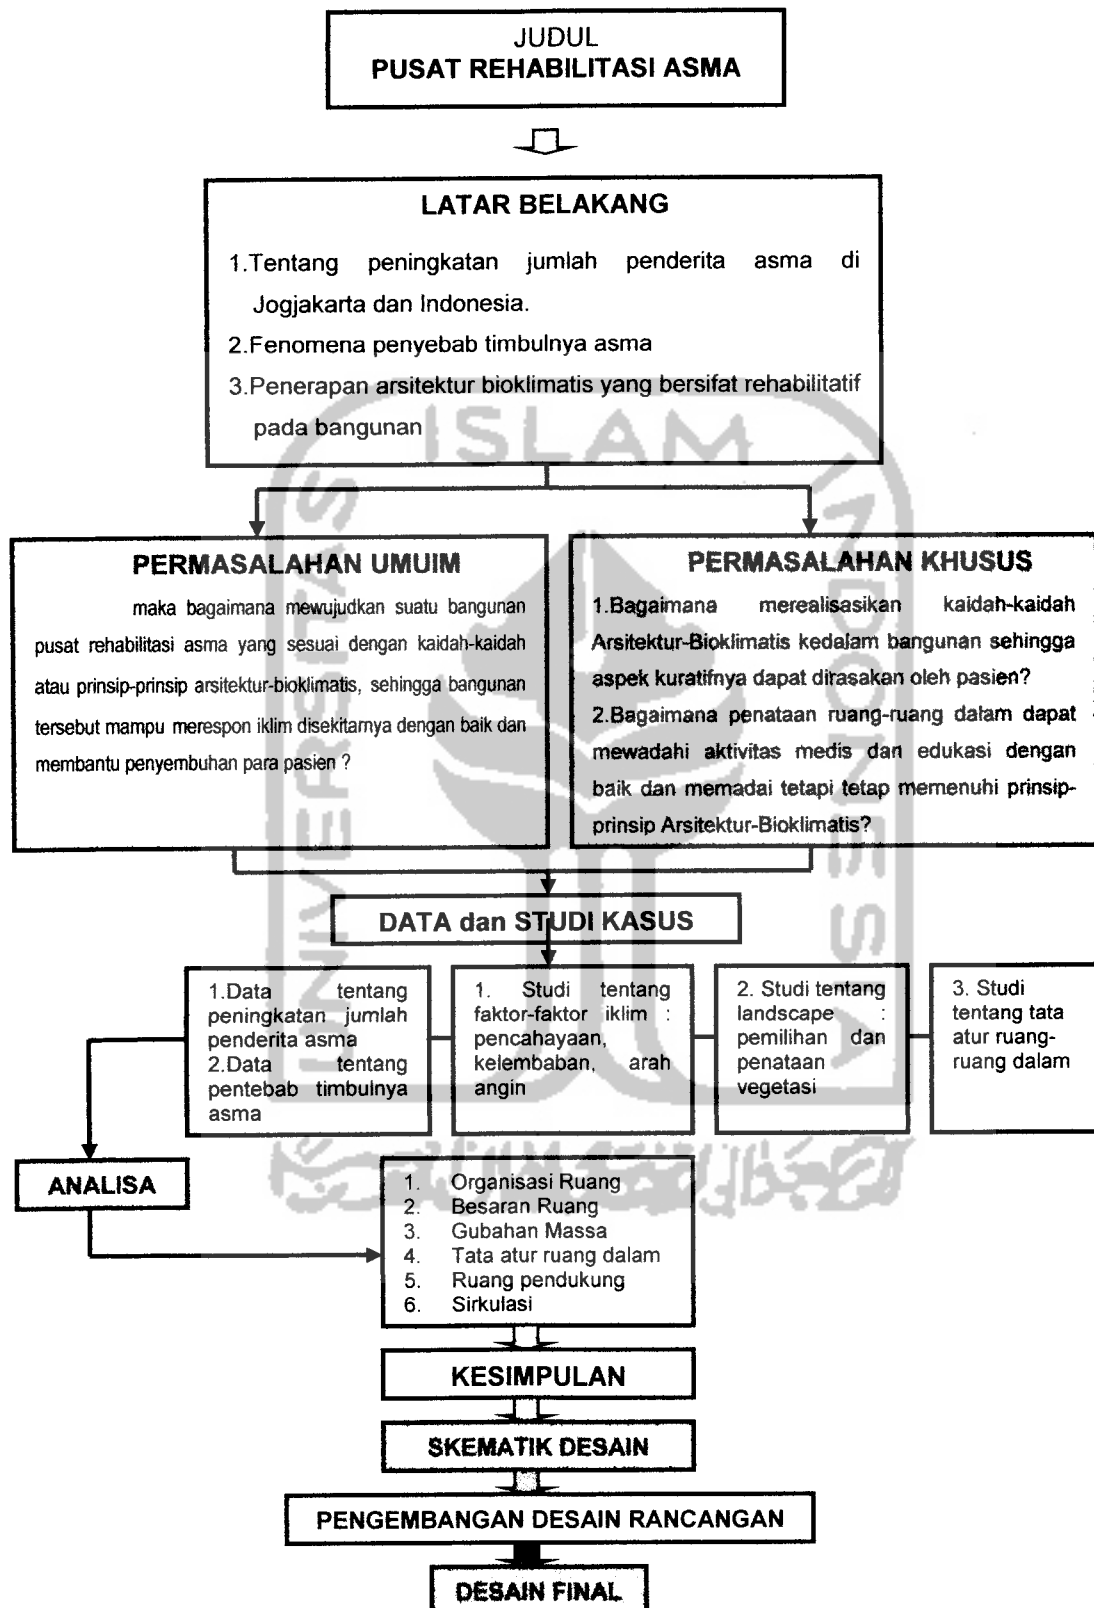 JUDUL
PUSAT REHABILITASI ASMA
LATAR BELAKANG
1.Tentang peningkatan jumlah penderita asma di
Jogjakarta dan Indonesia.
2.Fenomena penyebab timbulnya asma
3.Penerapan arsitektur bioklimatis yang bersifat rehabilitatif
pada bangunan
PERMASALAHAN UMUIM
maka bagaimana mewujudkan suatu bangunan
pusat rehabilitasi asma yang sesuai dengan kaidah-kaidah
atau prinsip-prinsip arsitektur-bioklimatis, sehingga bangunan
tersebut mampu merespon iklim disekitarnya dengan baik dan
membantu penyembuhan para pasien ?
PERMASALAHAN KHUSUS
1.Bagaimana merealisasikan kaidah-kaidah
Arsitektur-Bioklimatis kedalam bangunan sehingga
aspek kuratifnya dapat dirasakan oleh pasien?
2.Bagaimana penataan ruang-ruang dalam dapat
mewadahi aktivitas medis dan edukasi dengan
baik dan memadai tetapi tetap memenuhi prinsip-
prinsip Arsitektur-Bioklimatis?
DATA dan STUDI KASUS
1.Data tentang
peningkatan jumlah
penderita asma
2.Data tentang
pentebab timbulnya
asma
1. Studi tentang
faktor-faktor iklim :
pencahayaan,
kelembaban, arah
angin
2. Studi tentang
landscape :
pemilihan dan
penataan
vegetasi
3. Studi
tentang tata
atur ruang-
ruang dalam
ANALISA
1. Organisasi Ruang
2. Besaran Ruang
3. Gubahan Massa
4. Tata atur ruang dalam
5. Ruang pendukung
6. Sirkulasi
KESIMPULAN
SKEMATIK DESAIN
PENGEMBANGAN DESAIN RANCANGAN
DESAIN FINAL
UNIVERSITAS
ISLAM
INDONESIA